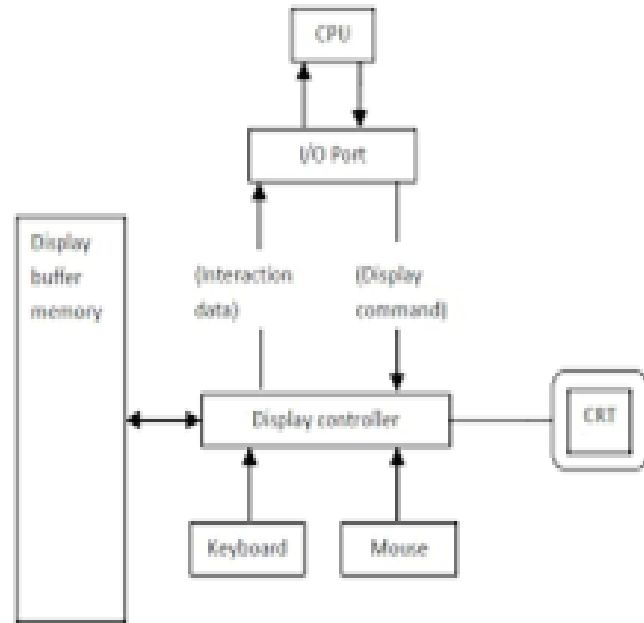 CPU
I/O Port
Display
buffer
memory
(Interaction
data)
(Display
command)
Display controller
CRT
Keyboard
Mouse